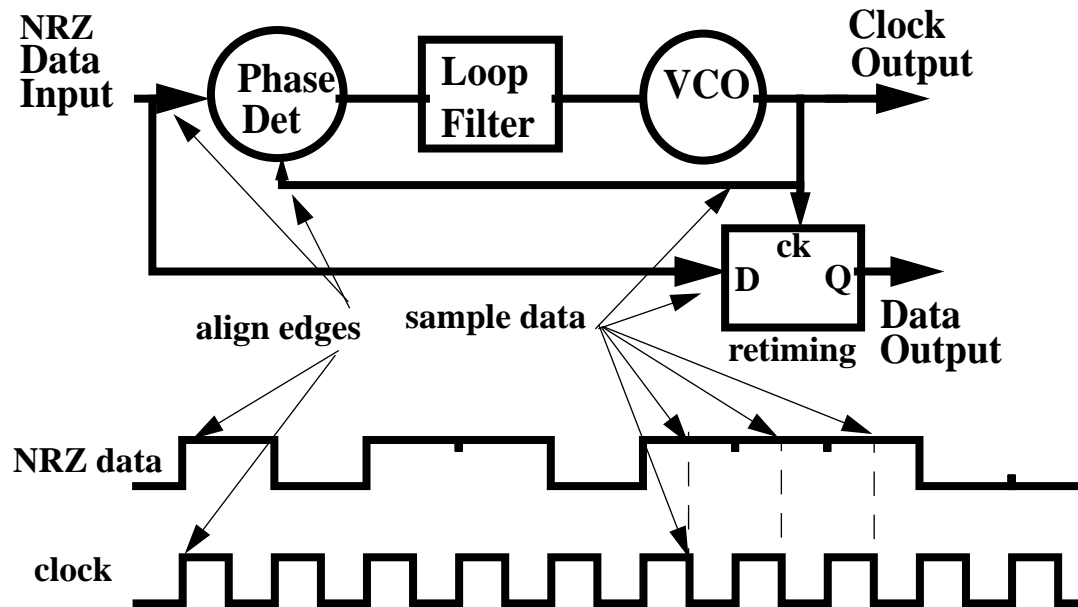 NRZ
Data
Input
Phase
Det
Loop
Filter
VCO
Clock
Output
ck
D
Q
retiming
Data
Output
align edges
sample data
NRZ data
clock